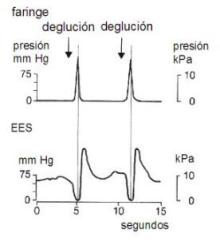 faringe
deglución deglución
presión presión
mm Hg kPa
75 10
0 0
EES
mm Hg kPa
75 10
0 0
0 5 10 15
segundos